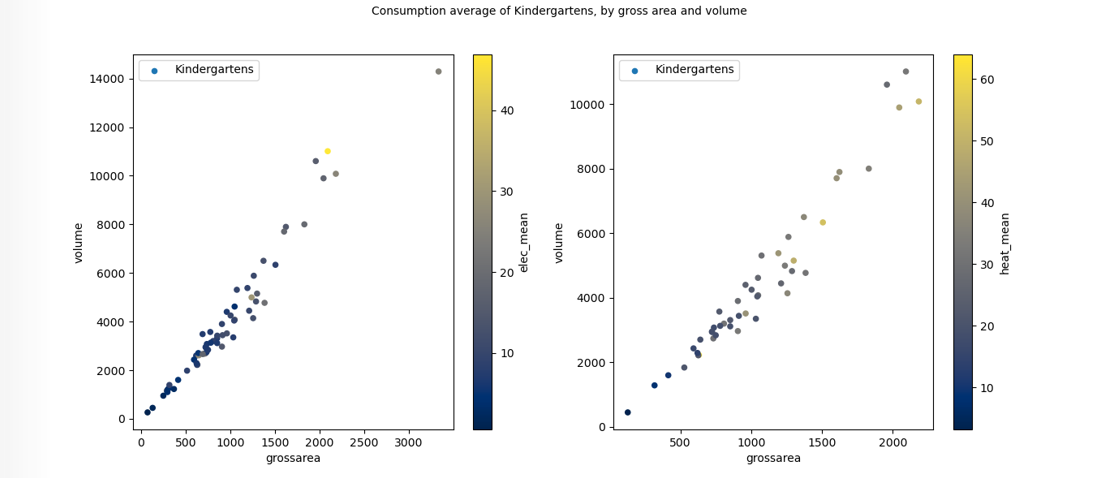 Consumption average of Kindergartens, by gross area and volume
Kindergartens
14000
12000
10000
8000
6000
4000
2000
0
volume
0 500 1000 1500 2000 2500 3000
grossarea
40
30
20
10
elec_mean
Kindergartens
10000
8000
6000
4000
2000
0
volume
500 1000 1500 2000
grossarea
60
50
40
30
20
10
heat_mean